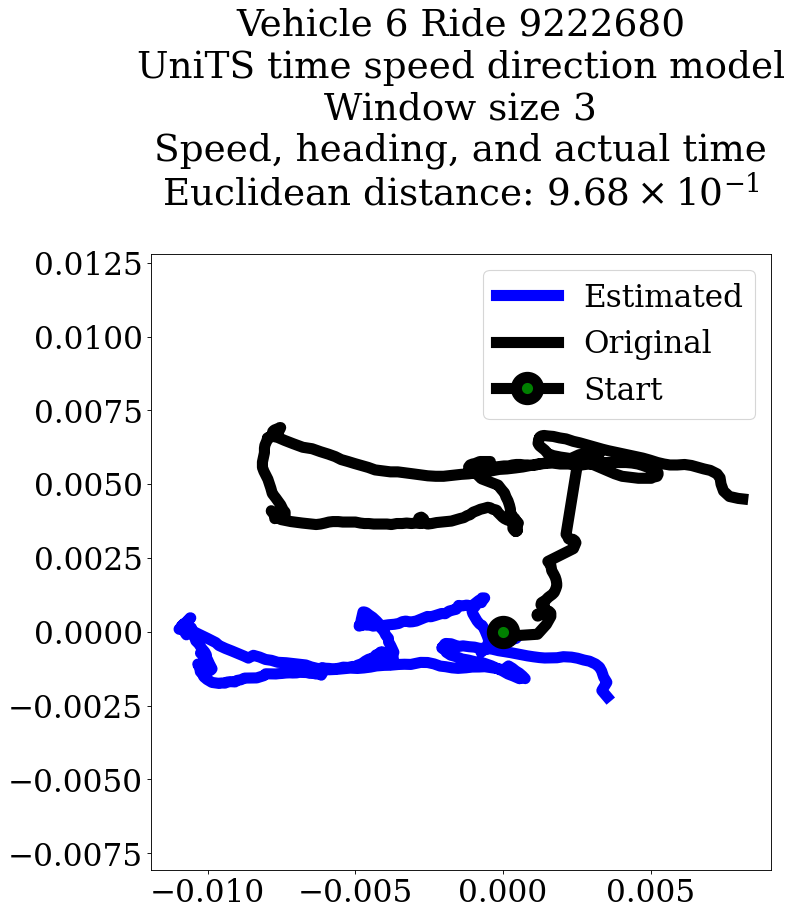 Vehicle 6 Ride 9222680
UniTS time speed direction model
Window size 3
Speed, heading, and actual time
Euclidean distance: 9.68 × 10⁻¹
Estimated
Original
Start
0.0125
0.0100
0.0075
0.0050
0.0025
0.0000
−0.0025
−0.0050
−0.0075
−0.010 −0.005 0.000 0.005